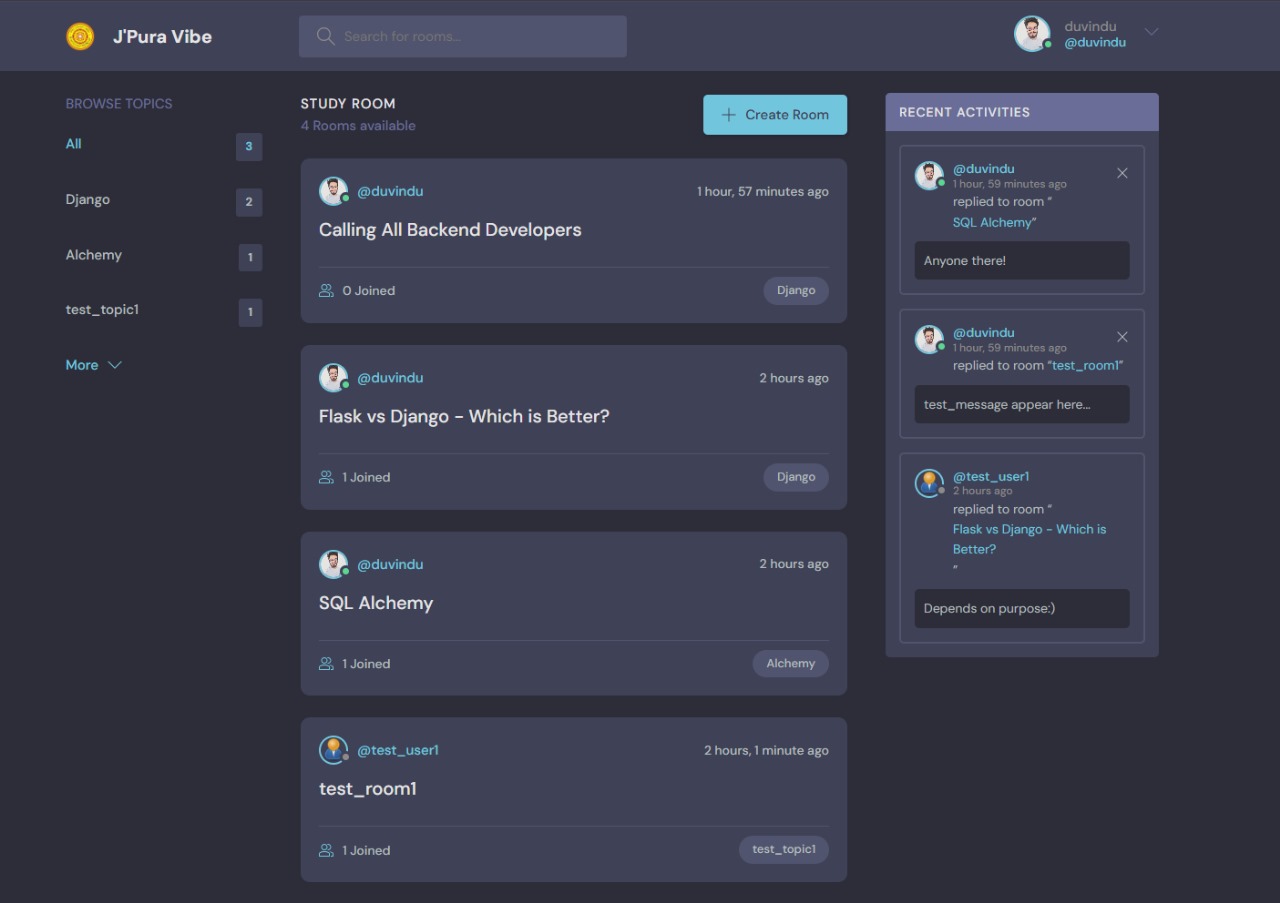 J'Pura Vibe
Search for rooms...
duvindu
@duvindu
BROWSE TOPICS
All
3
Django
2
Alchemy
1
test_topic1
1
More
STUDY ROOM
4 Rooms available
Create Room
@duvindu
1 hour, 57 minutes ago
Calling All Backend Developers
0 Joined
Django
@duvindu
2 hours ago
Flask vs Django - Which is Better?
1 Joined
Django
@duvindu
2 hours ago
SQL Alchemy
1 Joined
Alchemy
@test_user1
2 hours, 1 minute ago
test_room1
1 Joined
test_topic1
RECENT ACTIVITIES
@duvindu
1 hour, 59 minutes ago
replied to room “
SQL Alchemy”
Anyone there!
@duvindu
1 hour, 59 minutes ago
replied to room “test_room1”
test_message appear here...
@test_user1
2 hours ago
replied to room “
Flask vs Django - Which is
Better?
”
Depends on purpose:)